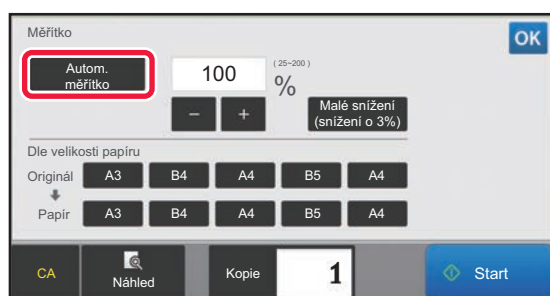 Měřítko
OK
Autom.
měřítko
100
(25~200)
%
−
+
Malé snížení
(snížení o 3%)
Dle velikosti papíru
Originál A3 B4 A4 B5 A4
Papír A3 B4 A4 B5 A4
CA
Náhled
Kopie
1
Start